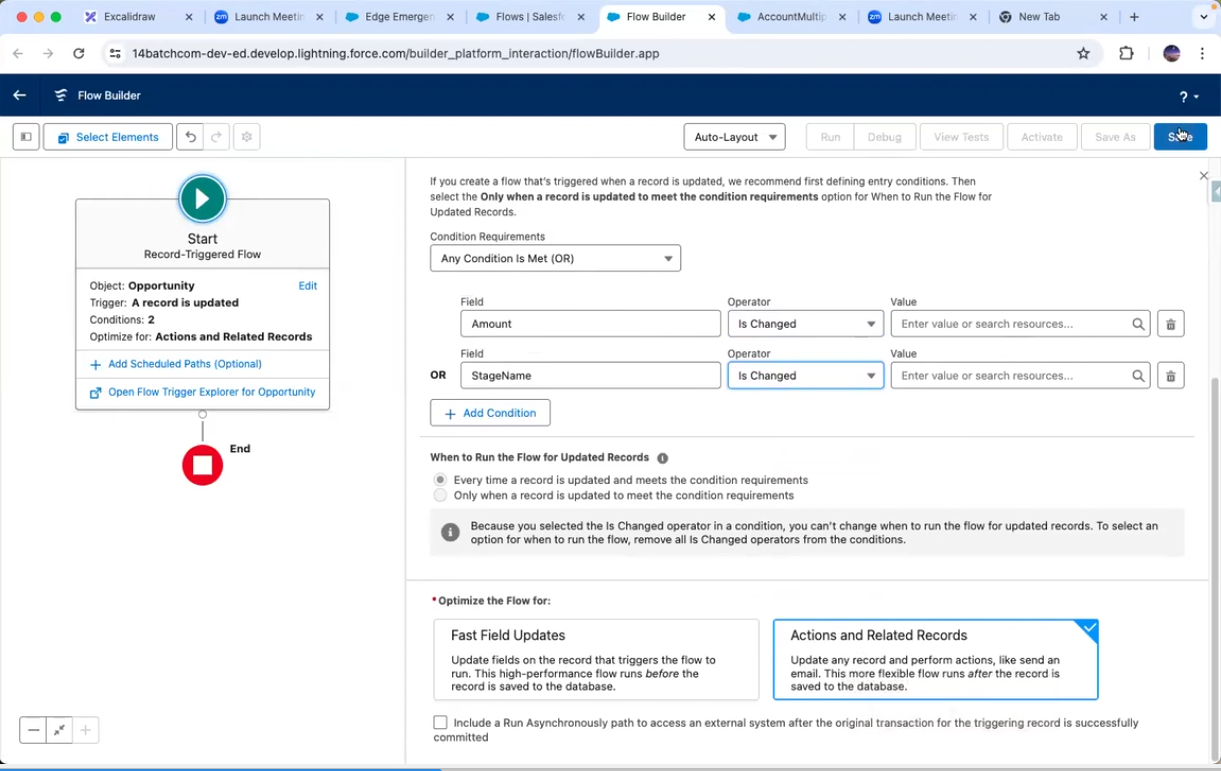 Excalidraw
Launch Meetin
Edge Emergen
Flows | Salesf
Flow Builder
AccountMultip
Launch Meetin
New Tab
14batchcom-dev-ed.develop.lightning.force.com/builder_platform_interaction/flowBuilder.app
Flow Builder
?
Select Elements
Auto-Layout
Run
Debug
View Tests
Activate
Save As
If you create a flow that's triggered when a record is updated, we recommend first defining entry conditions. Then
select the Only when a record is updated to meet the condition requirements option for When to Run the Flow for
Updated Records.
Condition Requirements
Any Condition Is Met (OR)
Field
Operator
Value
Amount
Is Changed
Enter value or search resources...
Field
Operator
Value
OR
StageName
Is Changed
Enter value or search resources...
+ Add Condition
When to Run the Flow for Updated Records
Every time a record is updated and meets the condition requirements
Only when a record is updated to meet the condition requirements
Because you selected the Is Changed operator in a condition, you can't change when to run the flow for updated records. To select an
option for when to run the flow, remove all Is Changed operators from the conditions.
*Optimize the Flow for:
Fast Field Updates
Update fields on the record that triggers the flow to
run. This high-performance flow runs before the
record is saved to the database.
Actions and Related Records
Update any record and perform actions, like send an
email. This more flexible flow runs after the record is
saved to the database.
Include a Run Asynchronously path to access an external system after the original transaction for the triggering record is successfully
committed
Start
Record-Triggered Flow
Object: Opportunity
Edit
Trigger: A record is updated
Conditions: 2
Optimize for: Actions and Related Records
+ Add Scheduled Paths (Optional)
Open Flow Trigger Explorer for Opportunity
End